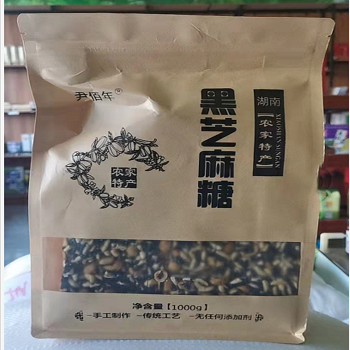 尹佰年®
黑芝麻糖
湖南
农家特产
农家
特产
净含量【1000g】
手工制作 -传统工艺 -无任何添加剂